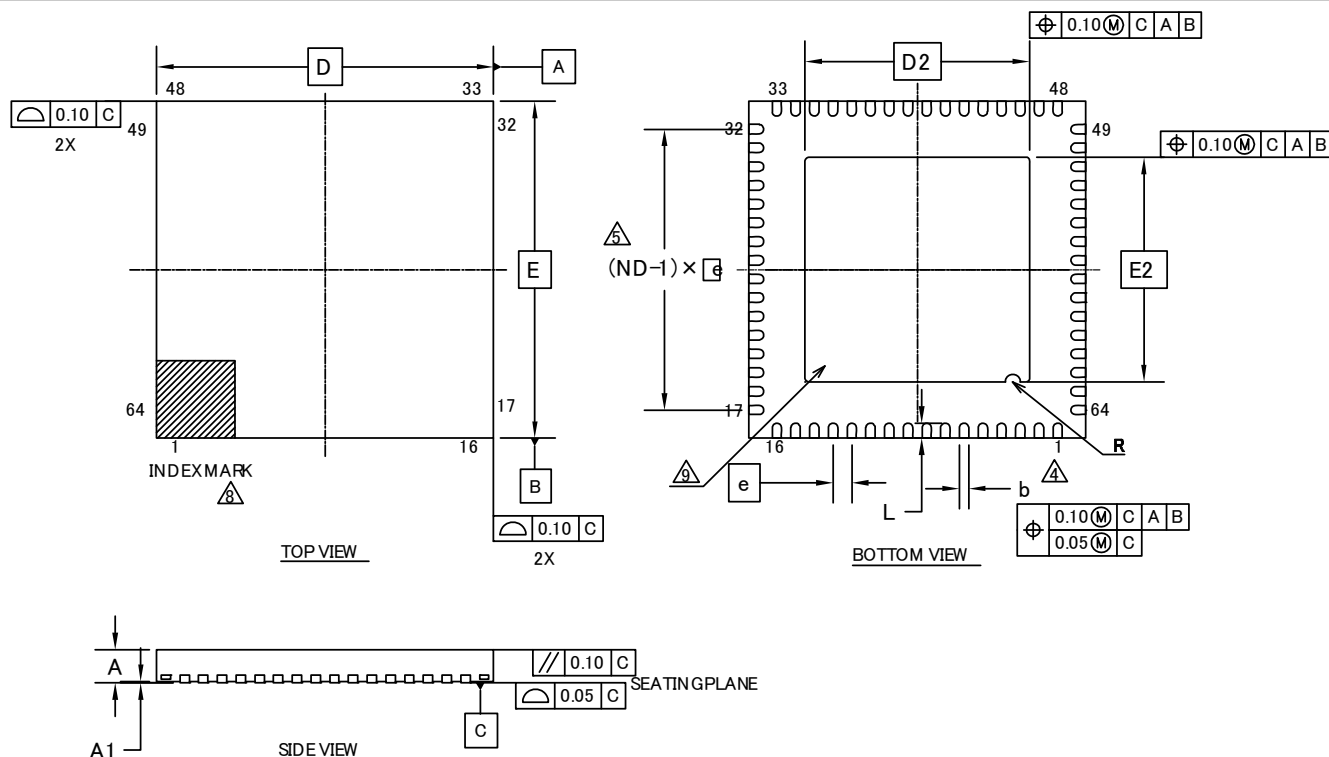 ⌖ 0.10 Ⓜ C A B
D
A
D2
48 33
33 48
⌓ 0.10 C
2X
49
32
32
49
⌖ 0.10 Ⓜ C A B
5
(ND-1)× e
E
E2
64
17
17
64
1
16
16
1
R
INDEXMARK
8
B
9
e
4
L
b
⌖ 0.10 Ⓜ C A B
0.05 Ⓜ C
⌓ 0.10 C
2X
TOP VIEW
BOTTOM VIEW
A
// 0.10 C
SEATINGPLANE
⌓ 0.05 C
C
A1
SIDE VIEW